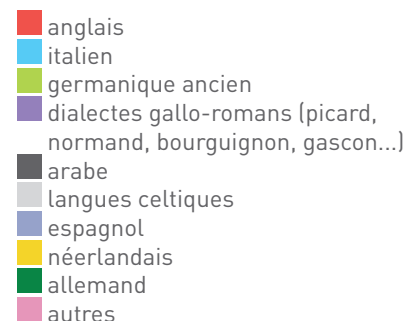 anglais
italien
germanique ancien
dialectes gallo-romans (picard,
normand, bourguignon, gascon...)
arabe
langues celtiques
espagnol
néerlandais
allemand
autres